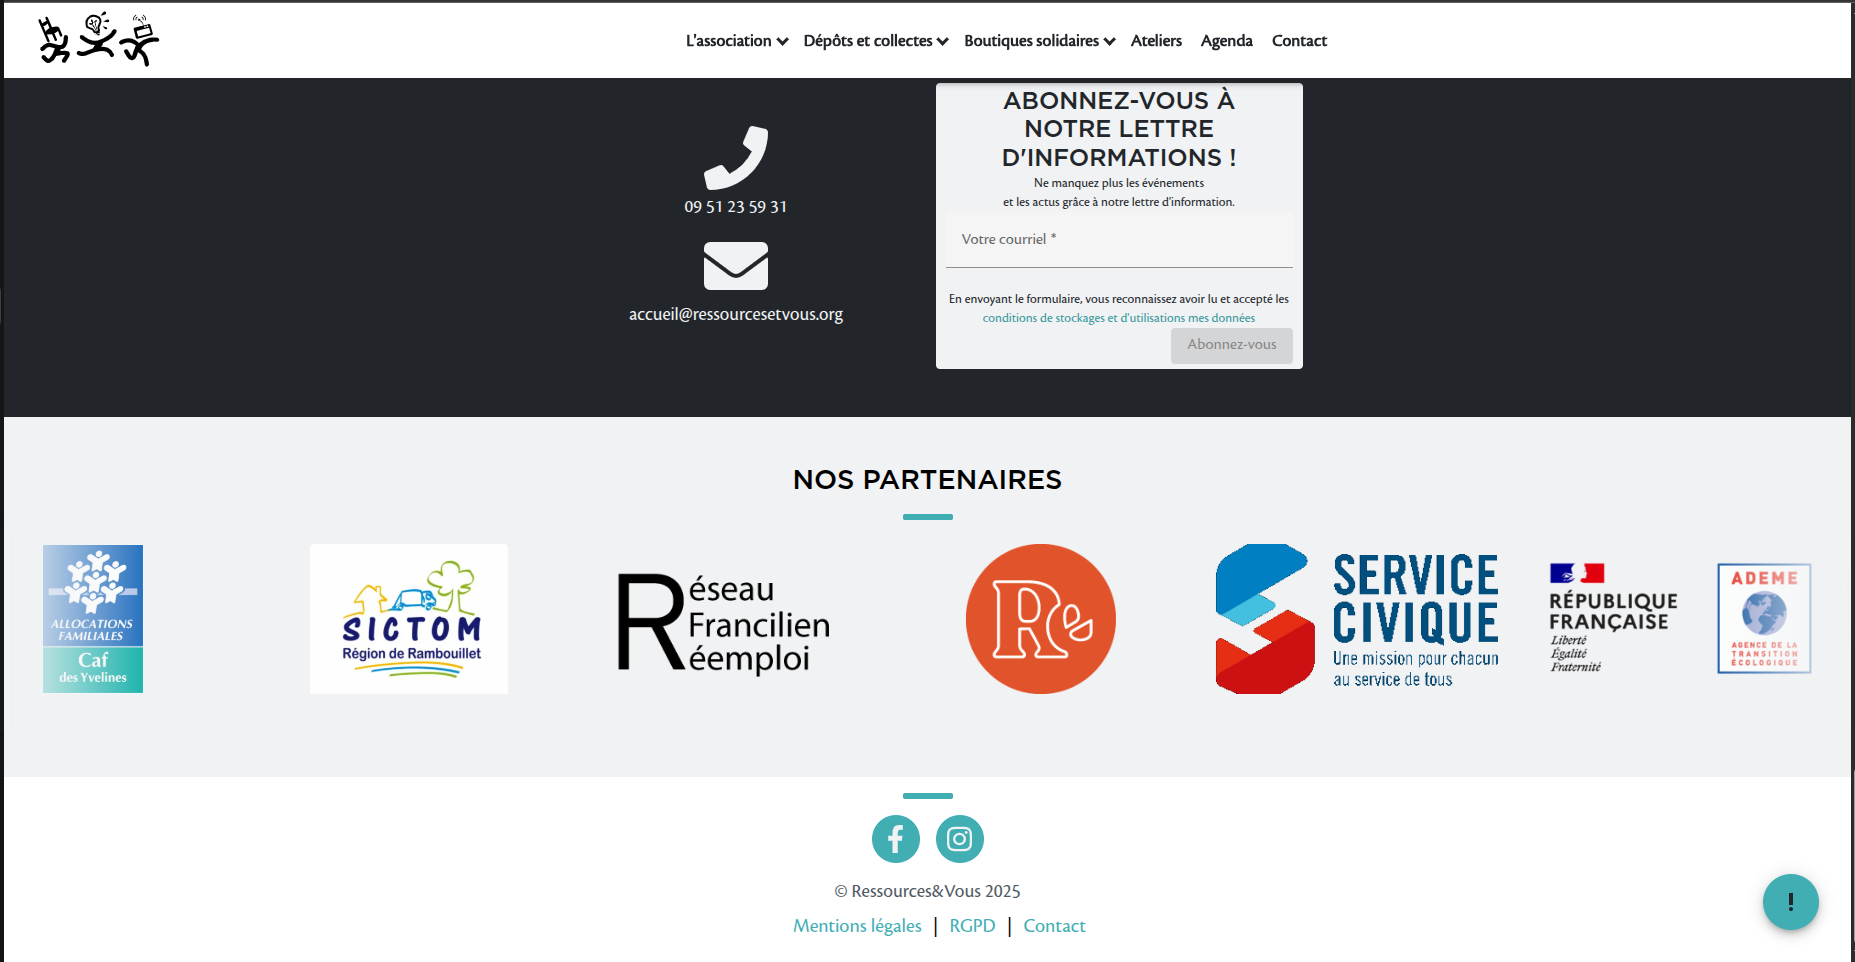 L'association Dépôts et collectes Boutiques solidaires Ateliers Agenda Contact
09 51 23 59 31
accueil@ressourcesetvous.org
ABONNEZ-VOUS À
NOTRE LETTRE
D'INFORMATIONS !
Ne manquez plus les événements
et les actus grâce à notre lettre d'information.
Votre courriel *
En envoyant le formulaire, vous reconnaissez avoir lu et accepté les
conditions de stockages et d'utilisations mes données
Abonnez-vous
NOS PARTENAIRES
ALLOCATIONS
FAMILIALES
Caf
des Yvelines
SICTOM
Région de Rambouillet
Réseau
Francilien
Réemploi
Re
SERVICE
CIVIQUE
Une mission pour chacun
au service de tous
RÉPUBLIQUE
FRANÇAISE
Liberté
Égalité
Fraternité
ADEME
AGENCE DE LA
TRANSITION
ÉCOLOGIQUE
© Ressources&Vous 2025
Mentions légales | RGPD | Contact
!